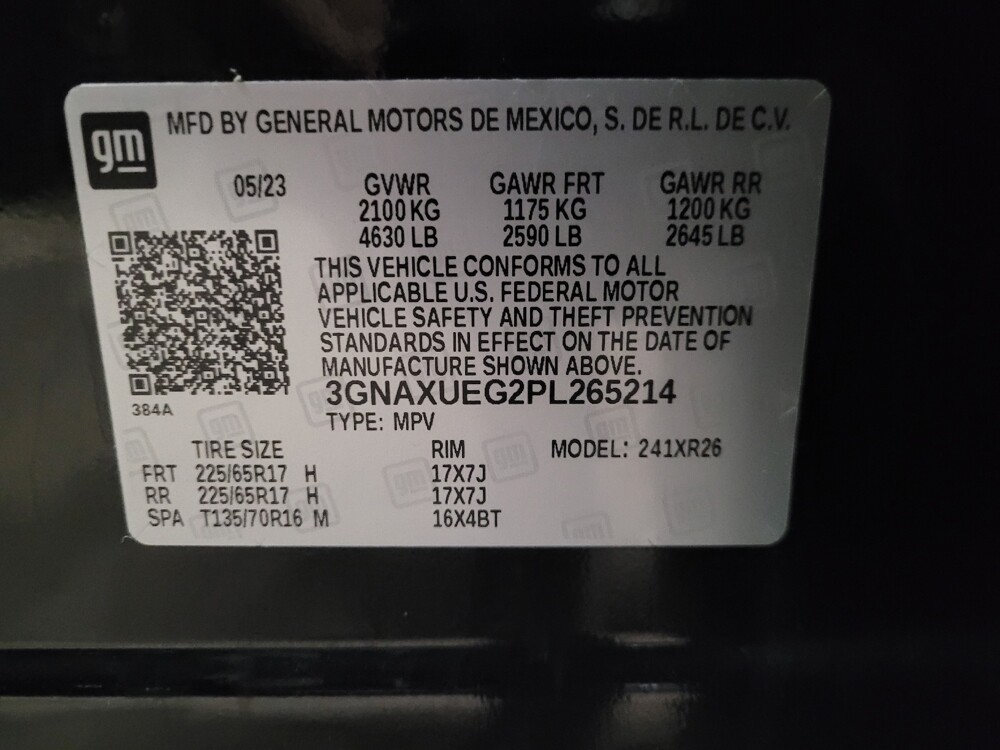 gm
MFD BY GENERAL MOTORS DE MEXICO, S. DE R.L. DE C.V.
05/23 GVWR GAWR FRT GAWR RR
2100 KG 1175 KG 1200 KG
4630 LB 2590 LB 2645 LB
THIS VEHICLE CONFORMS TO ALL
APPLICABLE U.S. FEDERAL MOTOR
VEHICLE SAFETY AND THEFT PREVENTION
STANDARDS IN EFFECT ON THE DATE OF
MANUFACTURE SHOWN ABOVE.
3GNAXUEG2PL265214
384A
TYPE: MPV
TIRE SIZE RIM MODEL: 241XR26
FRT 225/65R17 H 17X7J
RR 225/65R17 H 17X7J
SPA T135/70R16 M 16X4BT